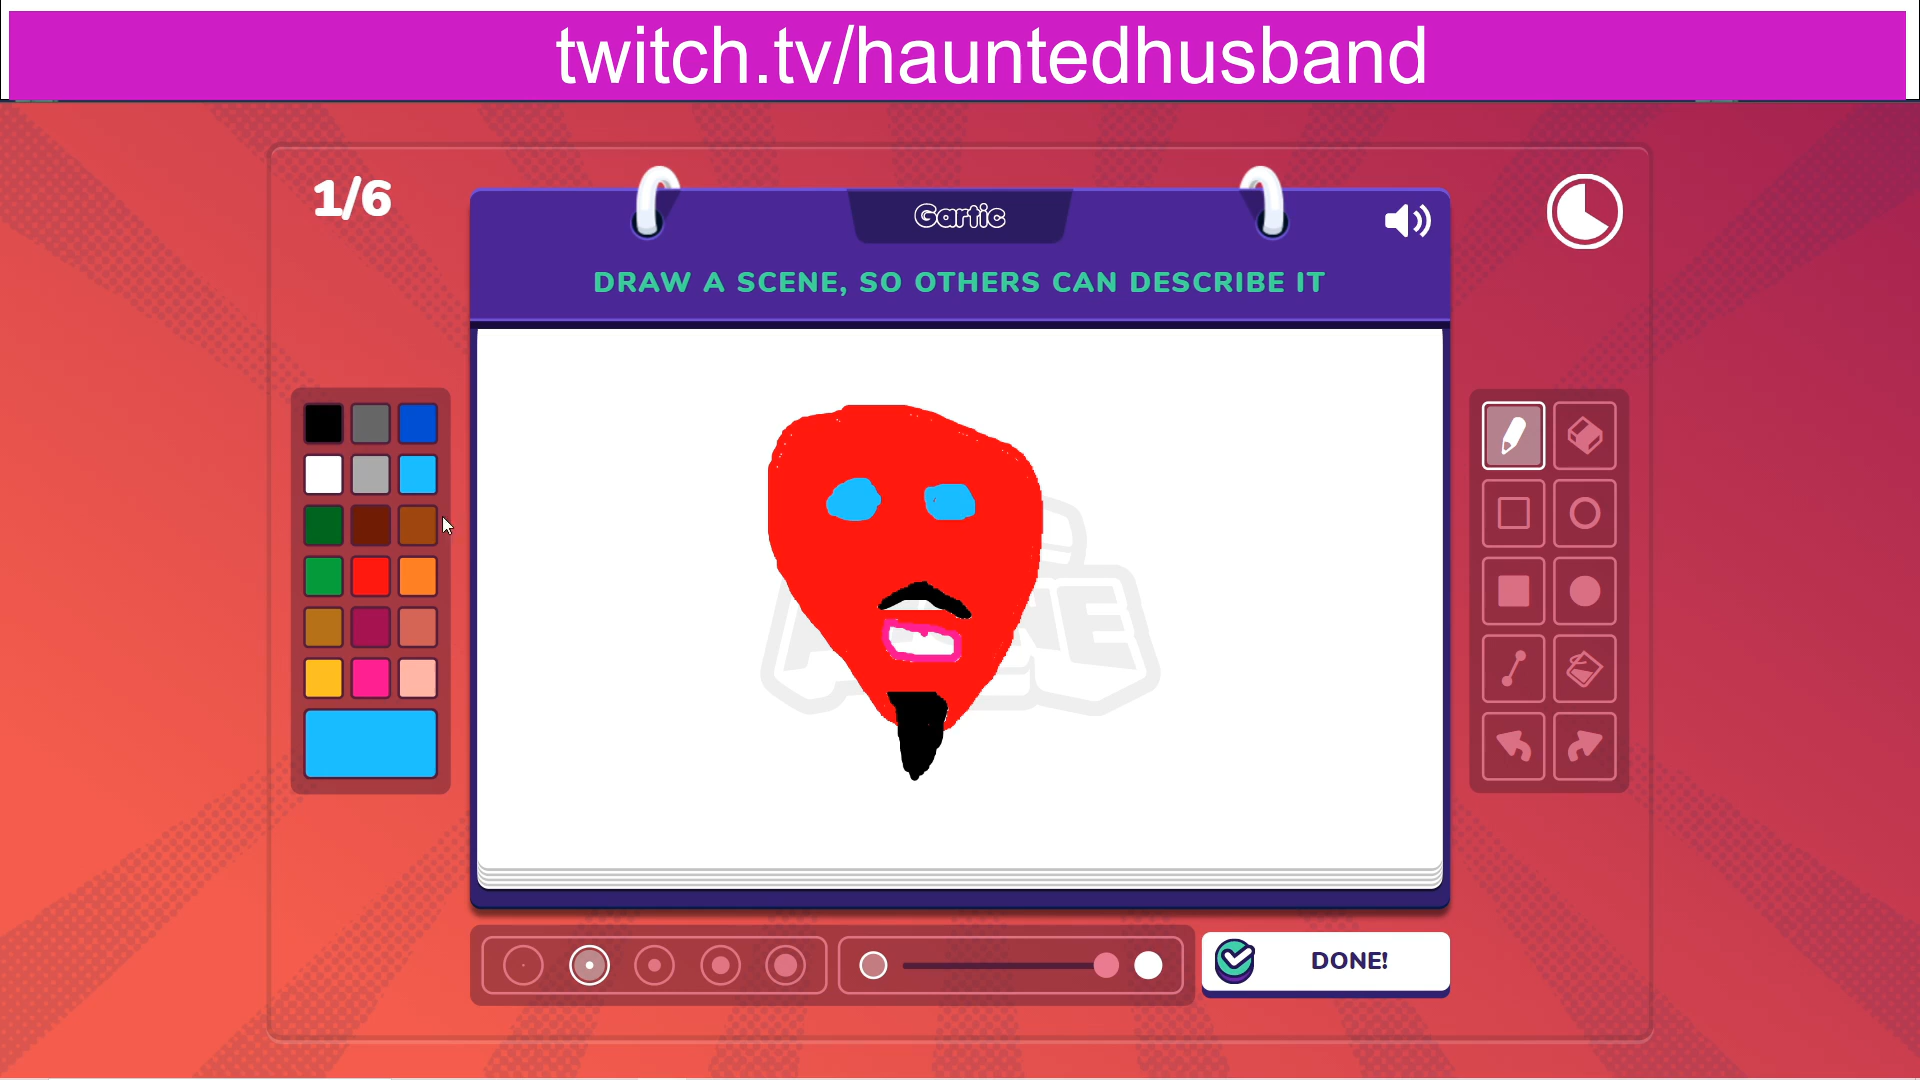 twitch.tv/hauntedhusband
1/6
Gartic
DRAW A SCENE, SO OTHERS CAN DESCRIBE IT
DONE!